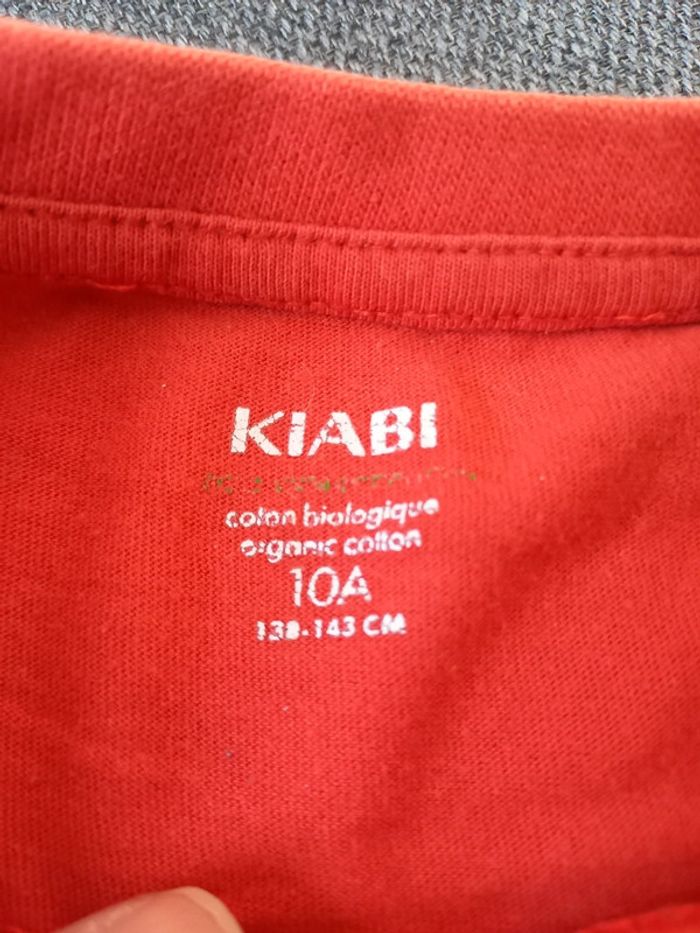 KIABI
coton biologique
organic cotton
10A
138-143 CM